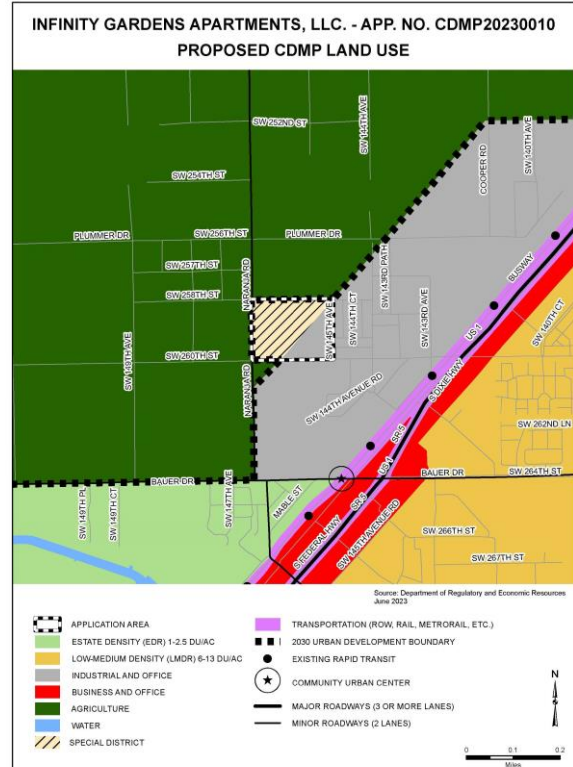 INFINITY GARDENS APARTMENTS, LLC. - APP. NO. CDMP20230010
PROPOSED CDMP LAND USE
SW 252ND ST
SW 144TH AVE
COOPER RD
SW 140TH AVE
SW 254TH ST
SW 256TH ST
PLUMMER DR
PLUMMER DR
SW 257TH ST
SW 258TH ST
NARANJA RD
SW 143RD PATH
SW 145TH AVE
SW 144TH CT
SW 143RD AVE
BUSWAY
US-1
SW 140TH CT
SW 149TH AVE
SW 260TH ST
NARANJA RD
SW 144TH AVENUE RD
S DIXIE HWY
SR-5
US-1
SW 262ND LN
BAUER DR
BAUER DR
SW 264TH ST
SW 149TH PL
SW 149TH CT
SW 147TH AVE
MABLE ST
SR-5
S FEDERAL HWY
SW 145TH AVENUE RD
SW 266TH ST
SW 267TH ST
Source: Department of Regulatory and Economic Resources
June 2023
APPLICATION AREA
ESTATE DENSITY (EDR) 1-2.5 DU/AC
LOW-MEDIUM DENSITY (LMDR) 6-13 DU/AC
INDUSTRIAL AND OFFICE
BUSINESS AND OFFICE
AGRICULTURE
WATER
SPECIAL DISTRICT
TRANSPORTATION (ROW, RAIL, METRORAIL, ETC.)
2030 URBAN DEVELOPMENT BOUNDARY
EXISTING RAPID TRANSIT
COMMUNITY URBAN CENTER
MAJOR ROADWAYS (3 OR MORE LANES)
MINOR ROADWAYS (2 LANES)
N
0 0.1 0.2
Miles